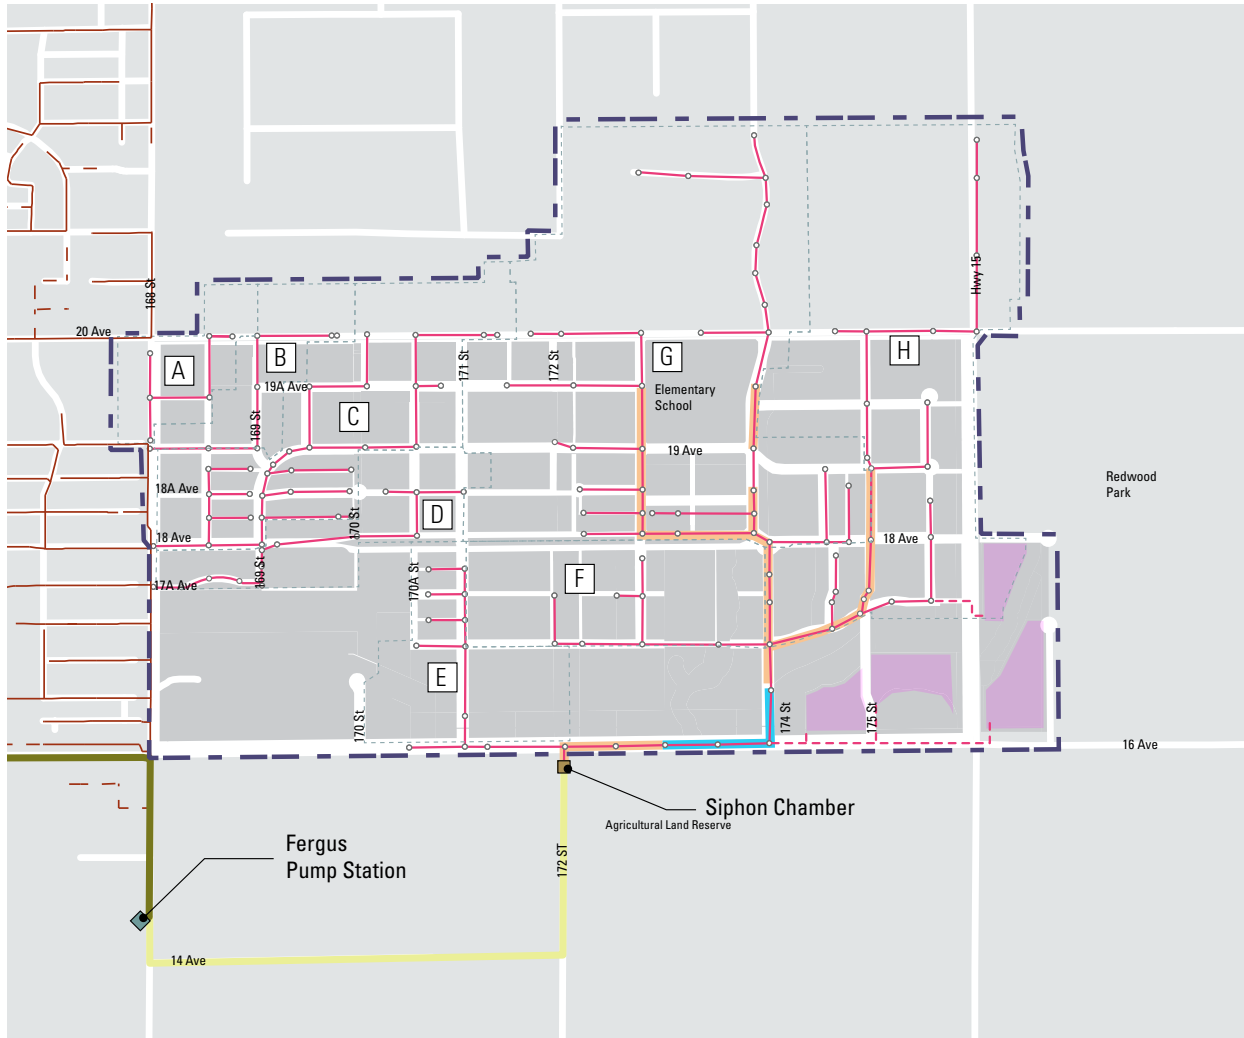 168 St
Hwy 15
20 Ave
A
B
171 St
172 St
G
H
19A Ave
Elementary
School
C
169 St
19 Ave
Redwood
Park
18A Ave
D
170 St
18 Ave
18 Ave
17A Ave
169 St
170A St
F
E
170 St
174 St
175 St
16 Ave
Siphon Chamber
Agricultural Land Reserve
Fergus
Pump Station
172 ST
14 Ave